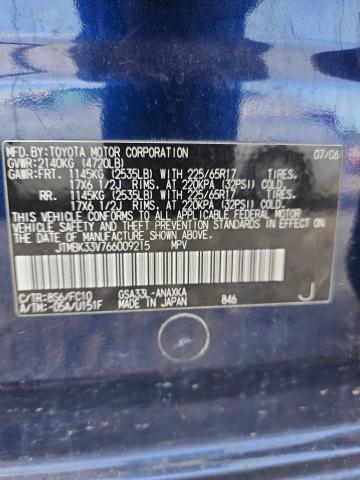 MFD.BY:TOYOTA MOTOR CORPORATION 07/06
GVWR:2140KG (4720LB)
GAWR:FRT. 1145KG (2535LB) WITH 225/65R17 TIRES,
17X6 1/2J RIMS, AT 220KPA (32PSI) COLD.
RR. 1145KG (2535LB) WITH 225/65R17 TIRES,
17X6 1/2J RIMS, AT 220KPA (32PSI) COLD.
THIS VEHICLE CONFORMS TO ALL APPLICABLE
FEDERAL MOTOR VEHICLE SAFETY, BUMPER, AND
THEFT PREVENTION STANDARDS IN EFFECT ON
THE DATE OF MANUFACTURE SHOWN ABOVE.
JTMBK33V766009215 MPV
C/TR:8S6/FC10 GSA33L-ANAXKA
A/TM:-05A/U151F MADE IN JAPAN 846 J